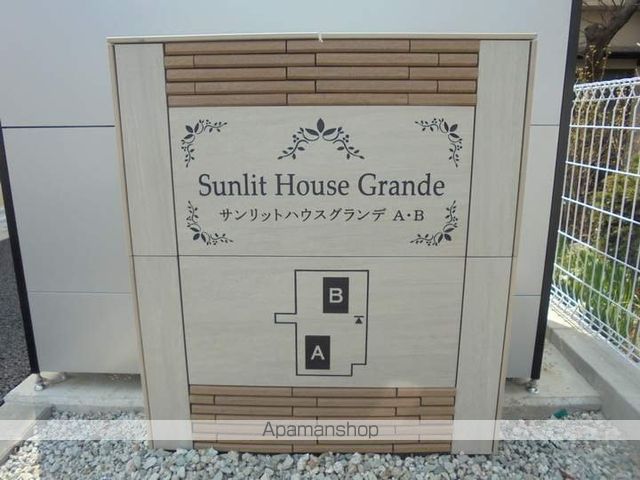 Sunlit House Grande
サンリットハウスグランデ A・B
B
A
Apamanshop